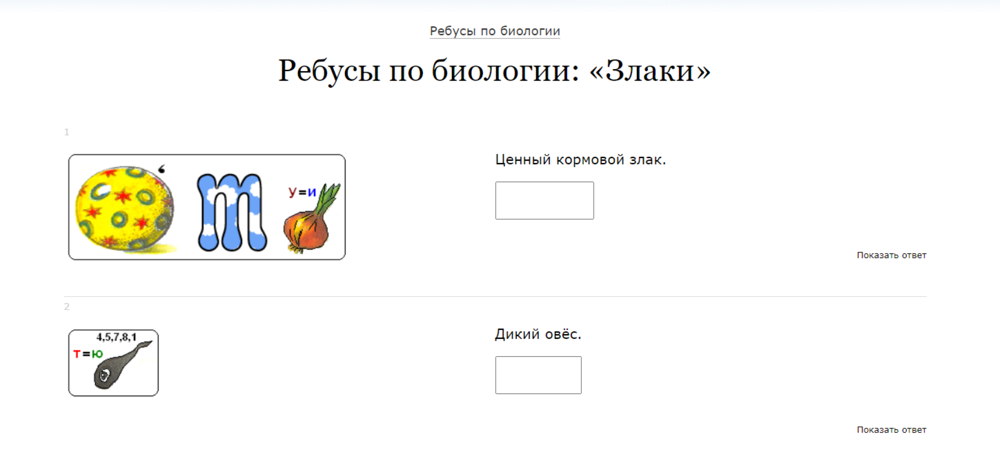 Ребусы по биологии
Ребусы по биологии: «Злаки»
1
т
у=и
Ценный кормовой злак.
Показать ответ
2
4,5,7,8,1
т=ю
Дикий овёс.
Показать ответ